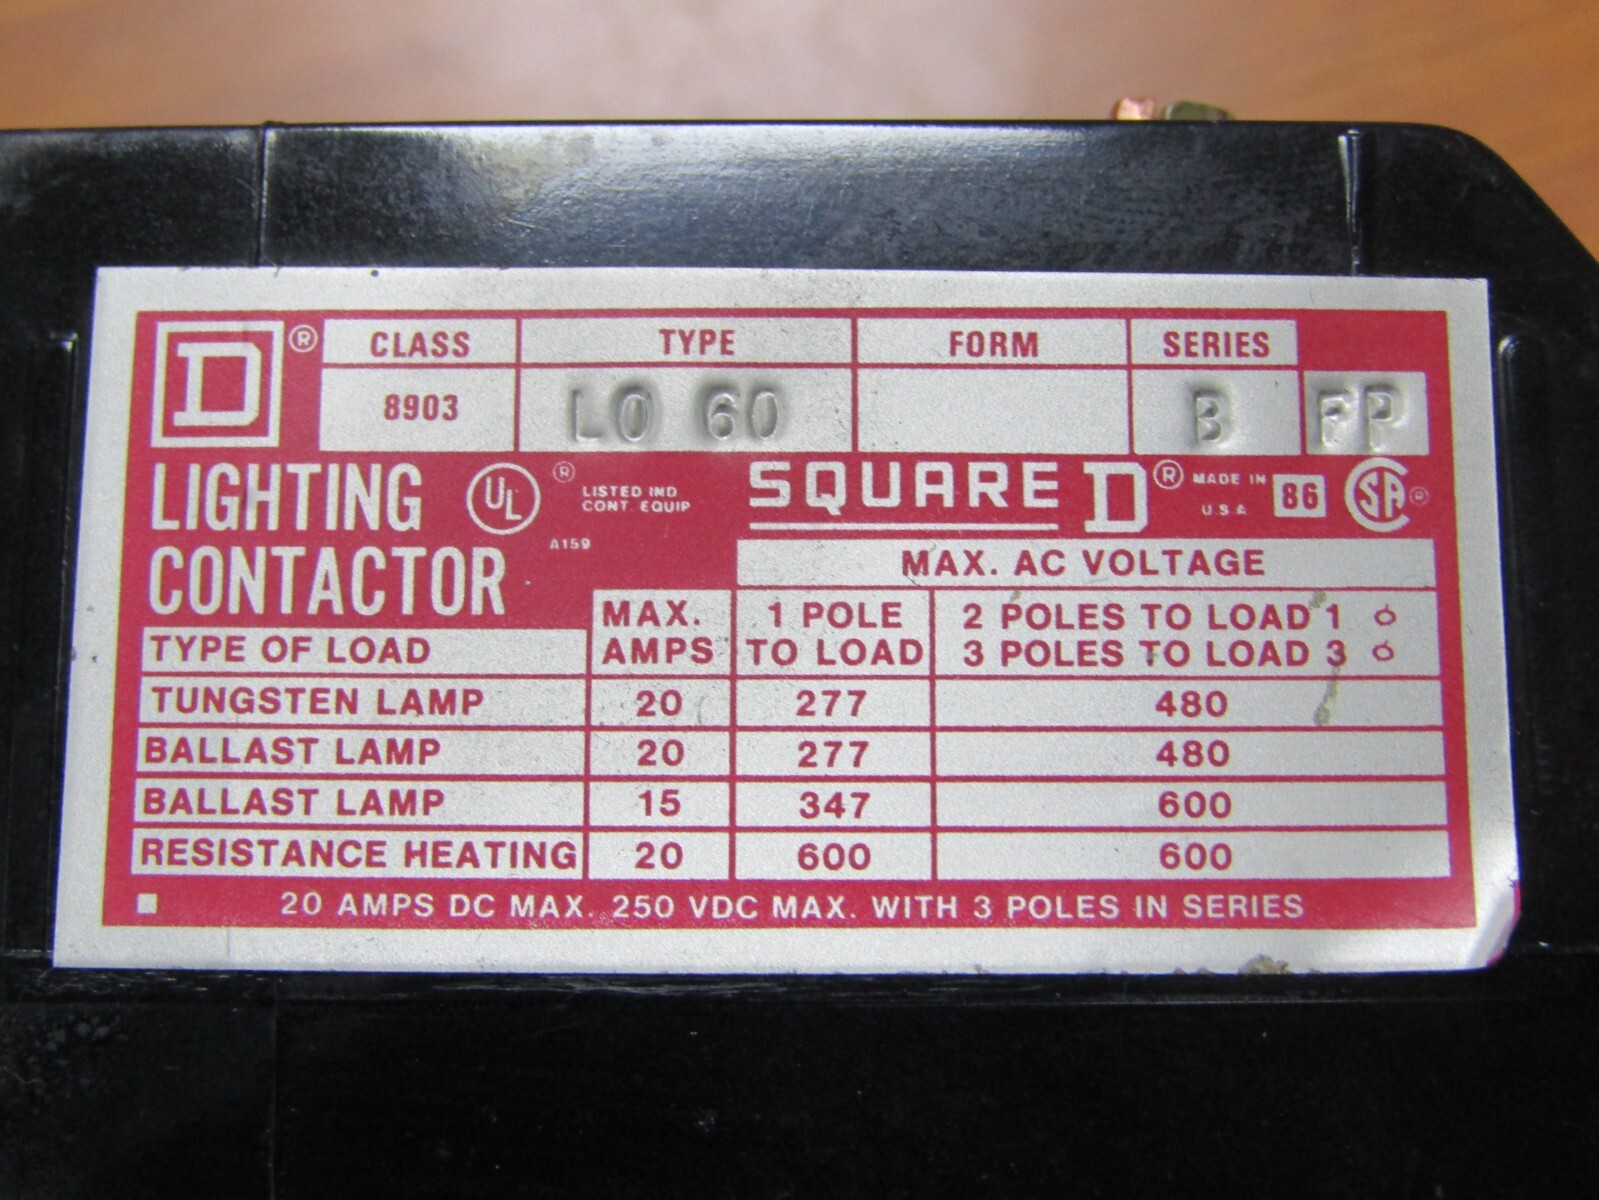 D ® CLASS TYPE FORM SERIES
8903 LO 60 B FP
LIGHTING UL ® LISTED IND SQUARE D ® MADE IN 86 SA ®
CONT. EQUIP U.S.A
A159
CONTACTOR MAX. AC VOLTAGE
MAX. 1 POLE 2 POLES TO LOAD 1 ϕ
TYPE OF LOAD AMPS TO LOAD 3 POLES TO LOAD 3 ϕ
TUNGSTEN LAMP 20 277 480
BALLAST LAMP 20 277 480
BALLAST LAMP 15 347 600
RESISTANCE HEATING 20 600 600
20 AMPS DC MAX. 250 VDC MAX. WITH 3 POLES IN SERIES